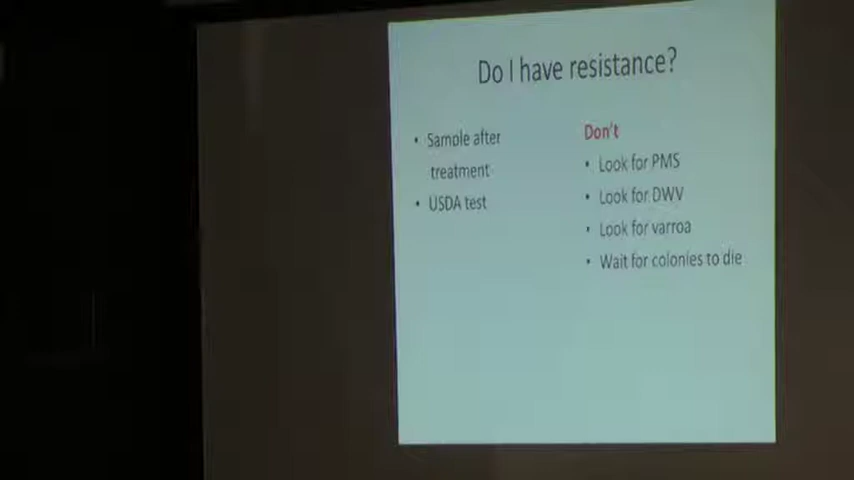 Do I have resistance?
• Sample after
treatment
• USDA test
Don't
• Look for PMS
• Look for DWV
• Look for varroa
• Wait for colonies to die